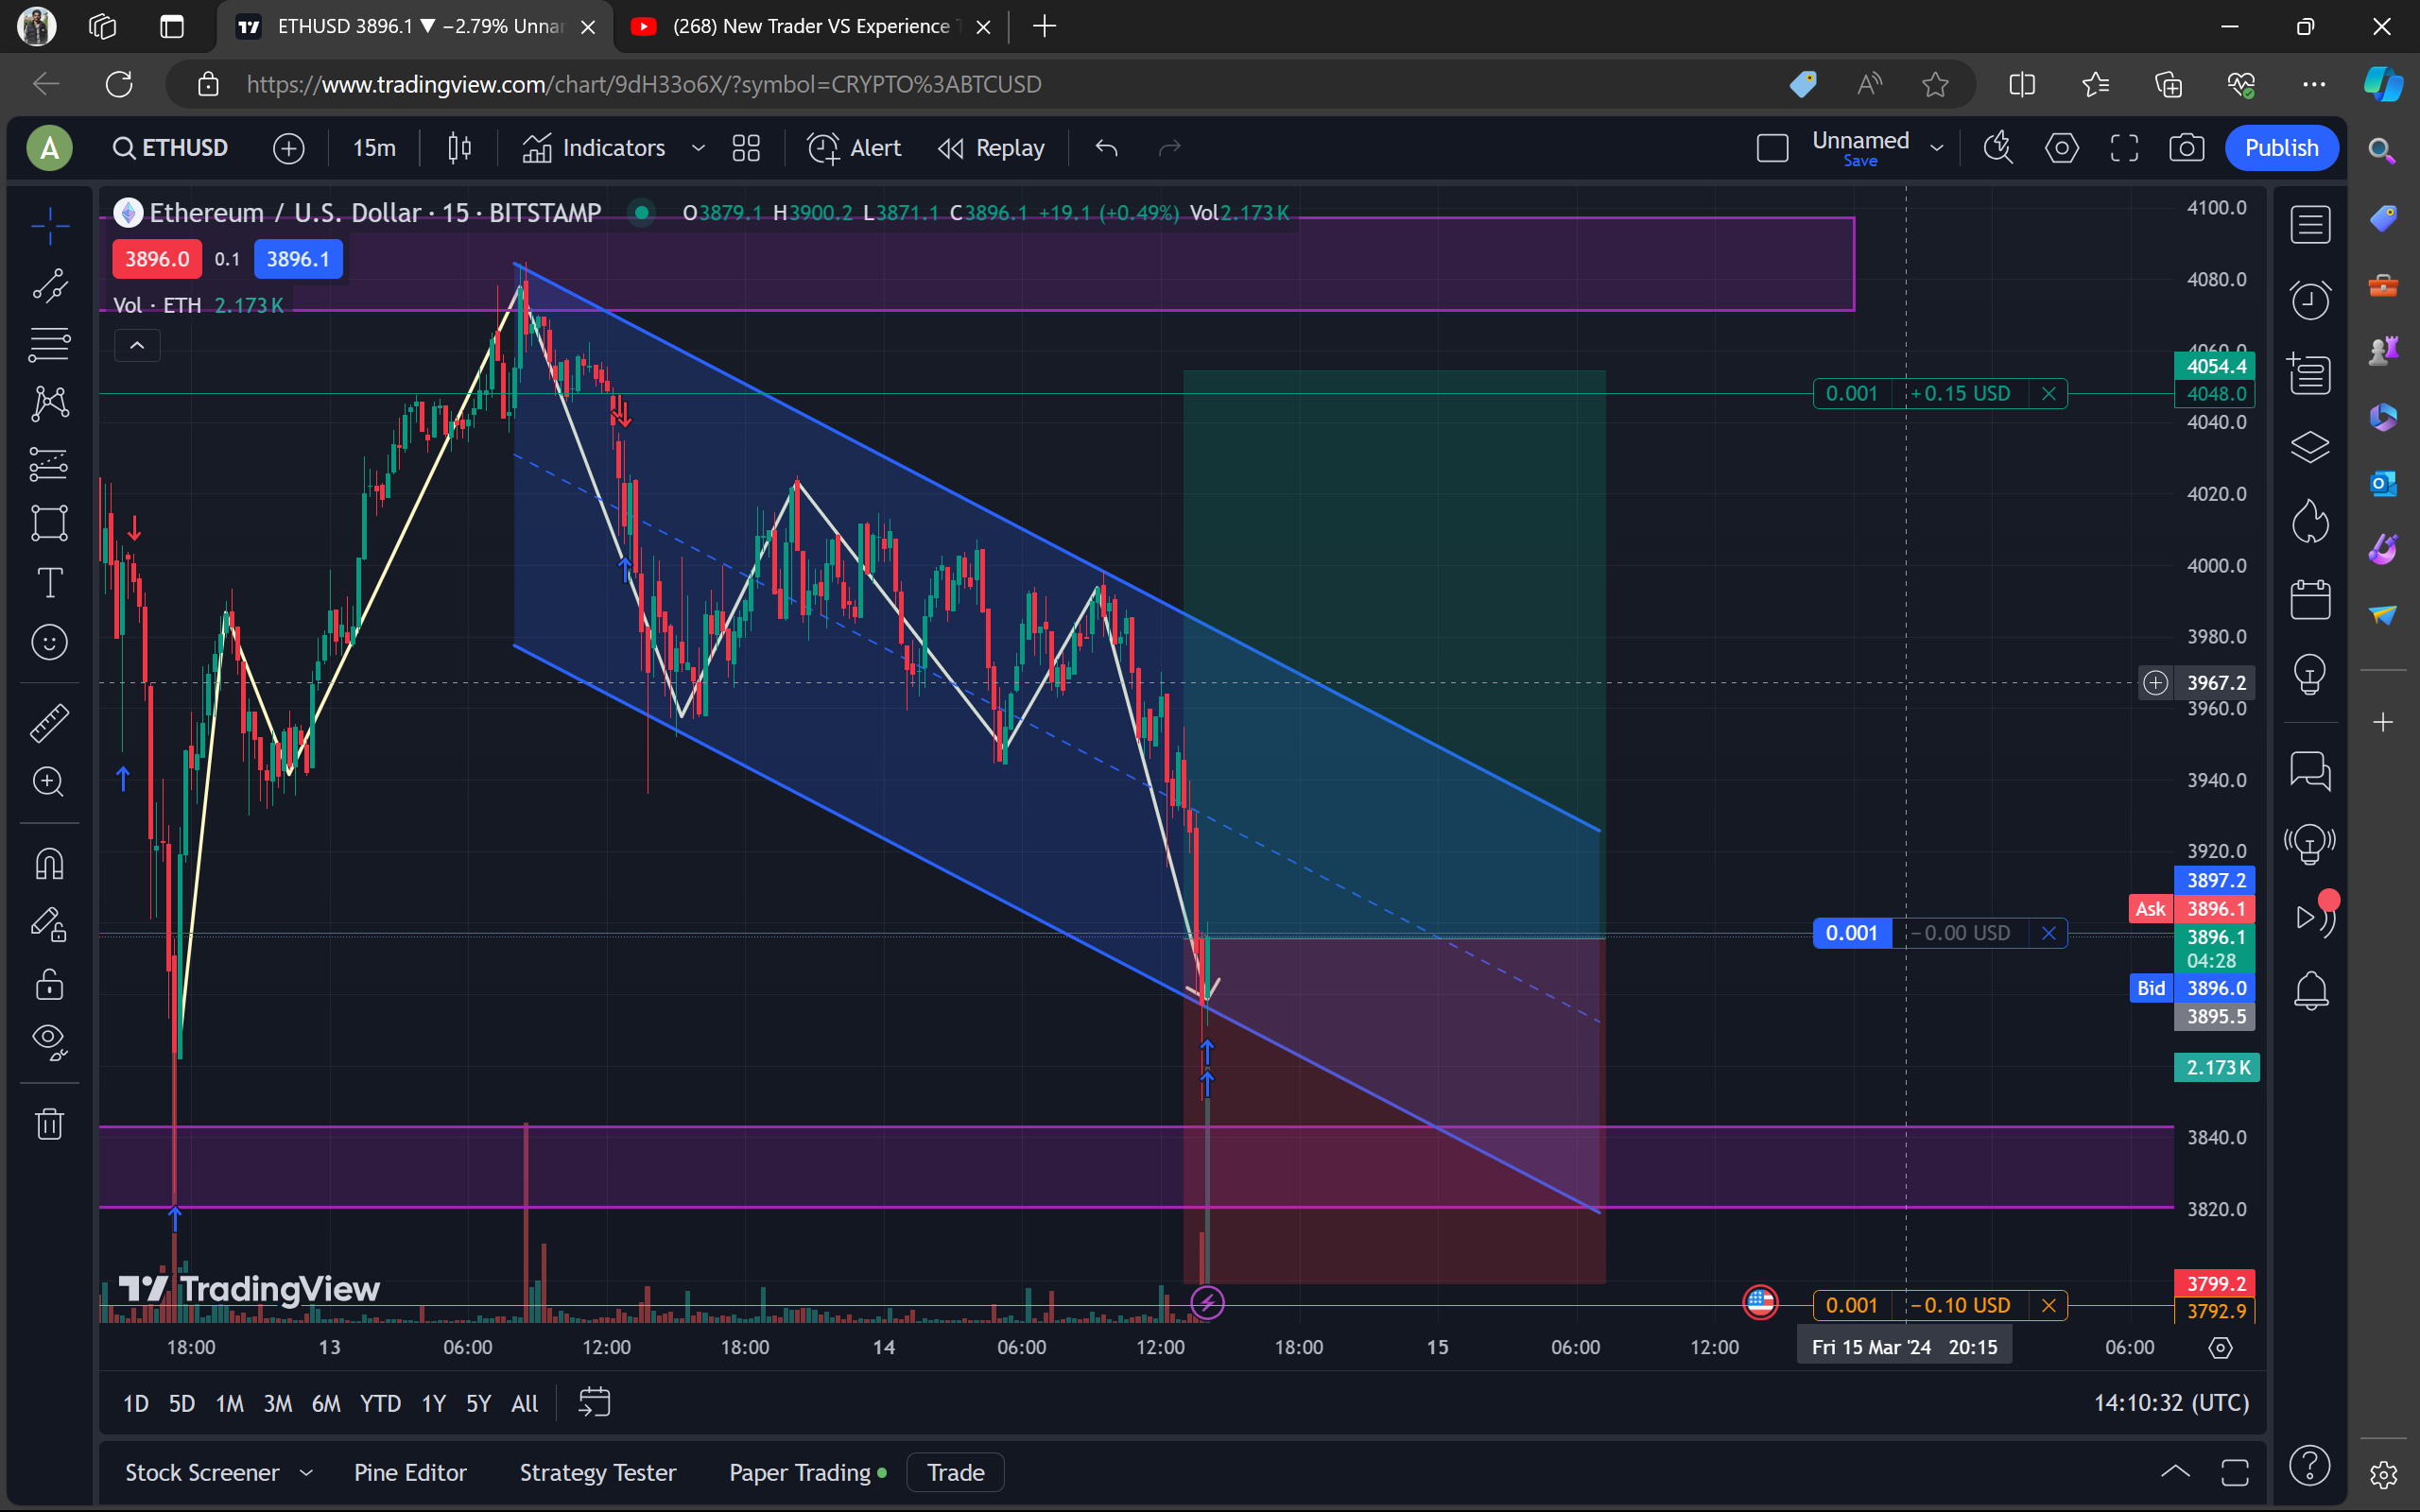 ETHUSD 3896.1 ▼ −2.79% Unnar
(268) New Trader VS Experience T
https://www.tradingview.com/chart/9dH33o6X/?symbol=CRYPTO%3ABTCUSD
A
ETHUSD
15m
Indicators
Alert
Replay
Unnamed
Save
Publish
Ethereum / U.S. Dollar · 15 · BITSTAMP
O3879.1 H3900.2 L3871.1 C3896.1 +19.1 (+0.49%) Vol2.173K
3896.0 0.1 3896.1
Vol · ETH 2.173K
4100.0
4080.0
4060.0
4054.4
0.001 +0.15 USD
4048.0
4040.0
4020.0
4000.0
3980.0
3967.2
3960.0
3940.0
3920.0
3897.2
Ask 3896.1
0.001 −0.00 USD
3896.1
04:28
Bid 3896.0
3895.5
2.173K
3840.0
3820.0
TradingView
3799.2
0.001 −0.10 USD
3792.9
18:00 13 06:00 12:00 18:00 14 06:00 12:00 18:00 15 06:00 12:00 Fri 15 Mar '24 20:15 06:00
1D 5D 1M 3M 6M YTD 1Y 5Y All
14:10:32 (UTC)
Stock Screener Pine Editor Strategy Tester Paper Trading Trade